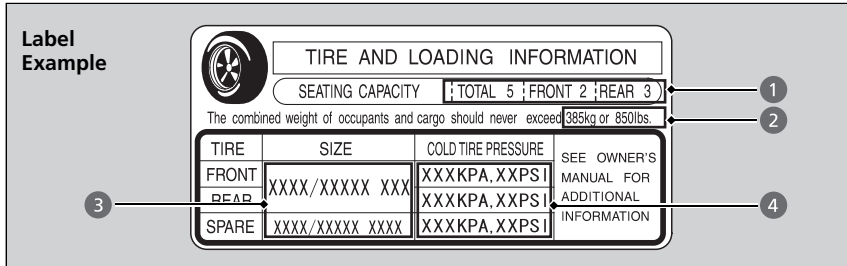 Label
Example
TIRE AND LOADING INFORMATION
SEATING CAPACITY TOTAL 5 FRONT 2 REAR 3
1
The combined weight of occupants and cargo should never exceed 385kg or 850lbs.
2
TIRE SIZE COLD TIRE PRESSURE SEE OWNER'S
MANUAL FOR
ADDITIONAL
INFORMATION
FRONT XXXX/XXXXX XXX XXXKPA,XXPSI
REAR XXXKPA,XXPSI
3
4
SPARE XXXX/XXXXX XXXX XXXKPA,XXPSI